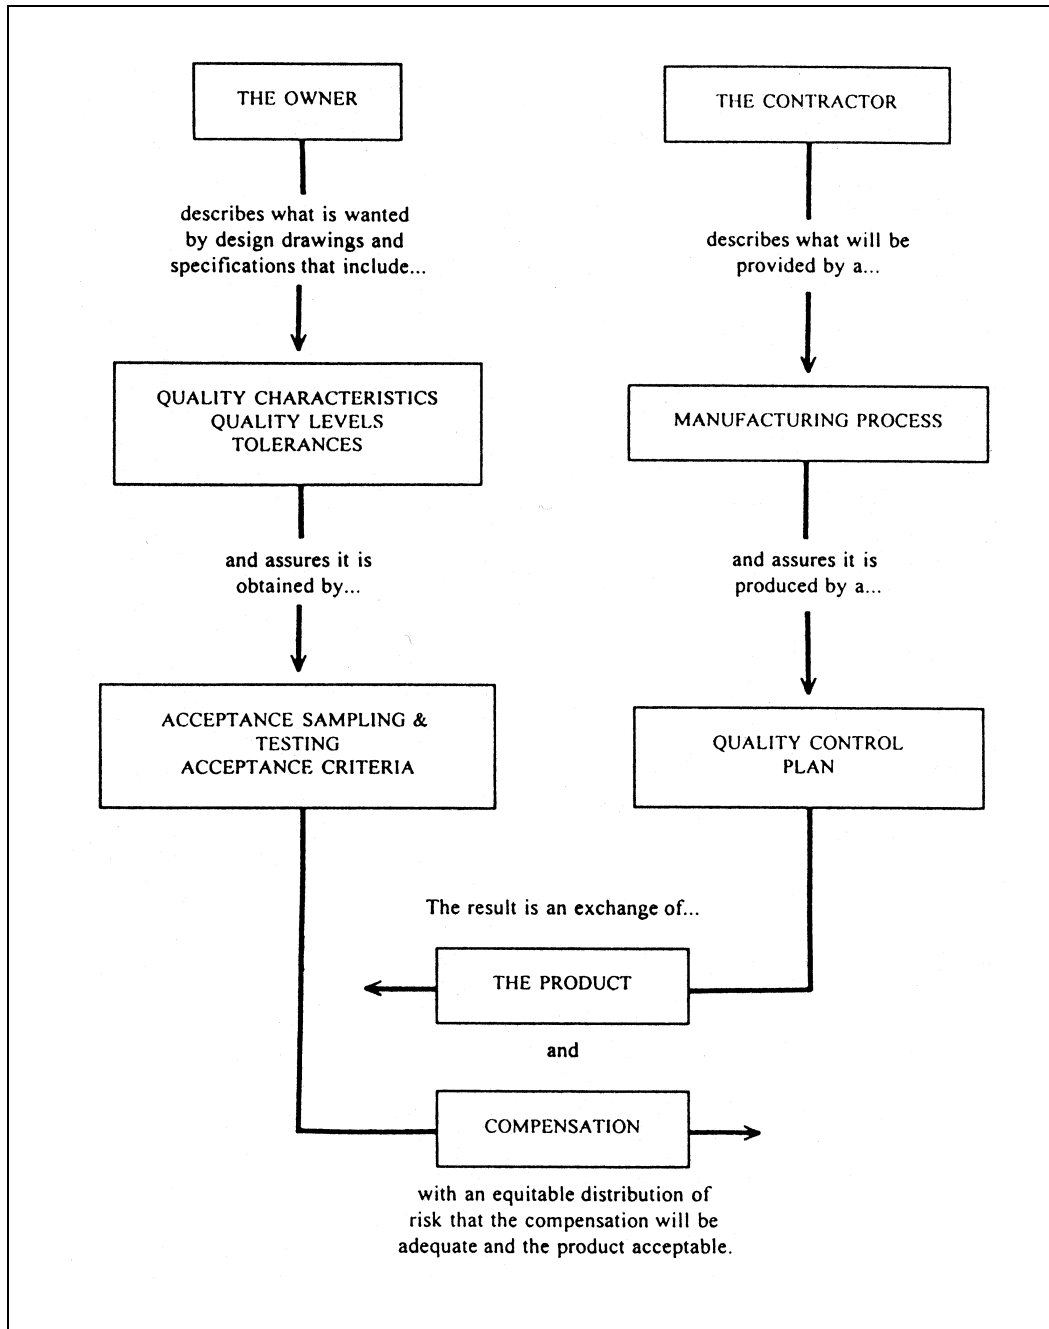 THE OWNER
describes what is wanted
by design drawings and
specifications that include...
QUALITY CHARACTERISTICS
QUALITY LEVELS
TOLERANCES
and assures it is
obtained by...
ACCEPTANCE SAMPLING &
TESTING
ACCEPTANCE CRITERIA
THE CONTRACTOR
describes what will be
provided by a...
MANUFACTURING PROCESS
and assures it is
produced by a...
QUALITY CONTROL
PLAN
The result is an exchange of...
THE PRODUCT
and
COMPENSATION
with an equitable distribution of
risk that the compensation will be
adequate and the product acceptable.